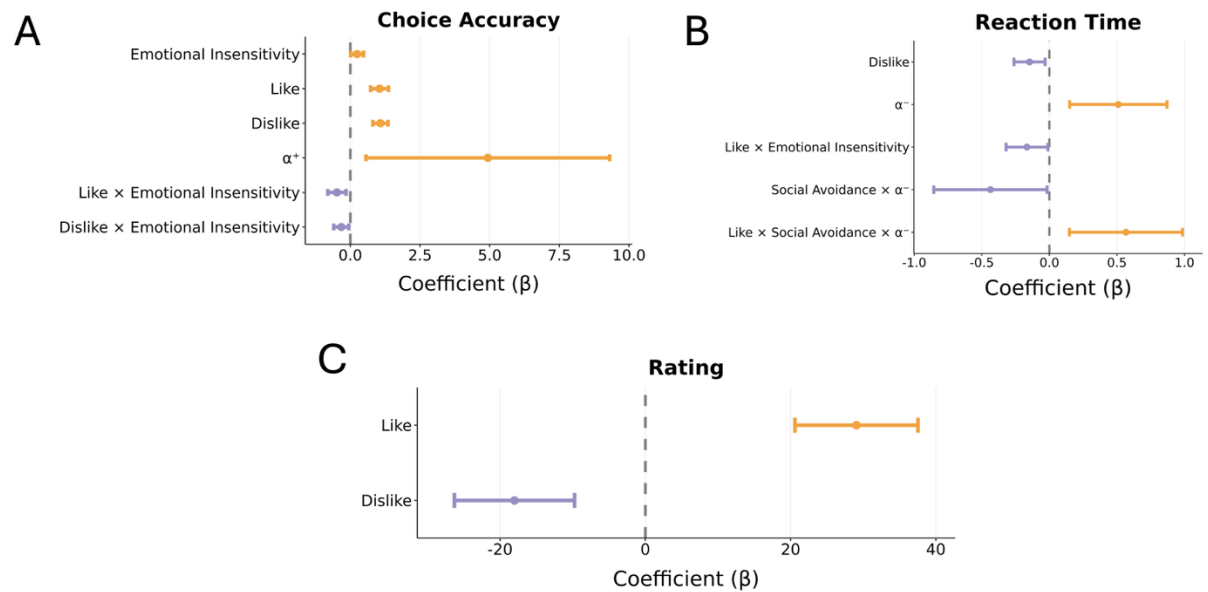 A
Choice Accuracy
Emotional Insensitivity
Like
Dislike
α⁺
Like × Emotional Insensitivity
Dislike × Emotional Insensitivity
0.0 2.5 5.0 7.5 10.0
Coefficient (β)
B
Reaction Time
Dislike
α⁻
Like × Emotional Insensitivity
Social Avoidance × α⁻
Like × Social Avoidance × α⁻
-1.0 -0.5 0.0 0.5 1.0
Coefficient (β)
C
Rating
Like
Dislike
-20 0 20 40
Coefficient (β)